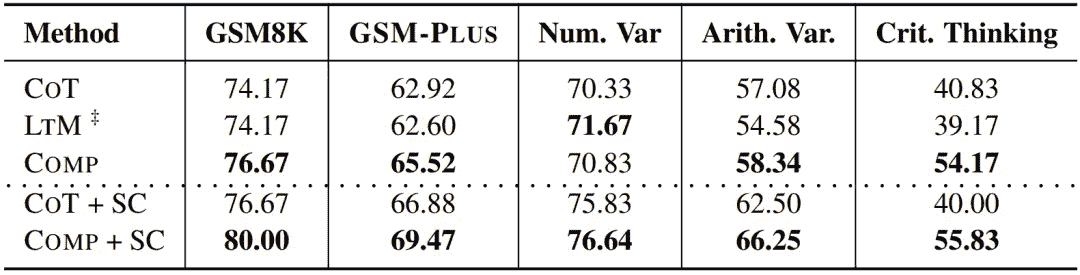 Method GSM8K GSM-PLUS Num. Var Arith. Var. Crit. Thinking
COT 74.17 62.92 70.33 57.08 40.83
LTM ‡ 74.17 62.60 71.67 54.58 39.17
COMP 76.67 65.52 70.83 58.34 54.17
COT + SC 76.67 66.88 75.83 62.50 40.00
COMP + SC 80.00 69.47 76.64 66.25 55.83